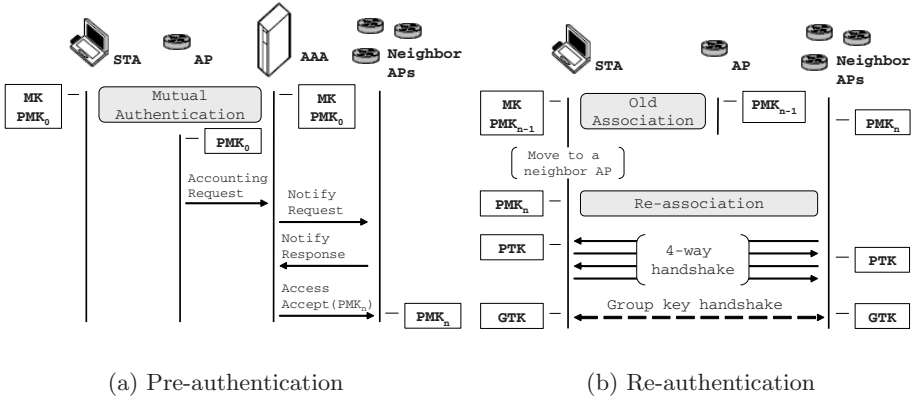 STA
AP
AAA
Neighbor
APs
MK
PMK₀
Mutual
Authentication
MK
PMK₀
PMK₀
Accounting
Request
Notify
Request
Notify
Response
Access
Accept(PMKₙ)
PMKₙ
(a) Pre-authentication
STA
AP
Neighbor
APs
MK
PMKₙ₋₁
Old
Association
PMKₙ₋₁
PMKₙ
Move to a
neighbor AP
PMKₙ
Re-association
PTK
4-way
handshake
PTK
GTK
Group key handshake
GTK
(b) Re-authentication